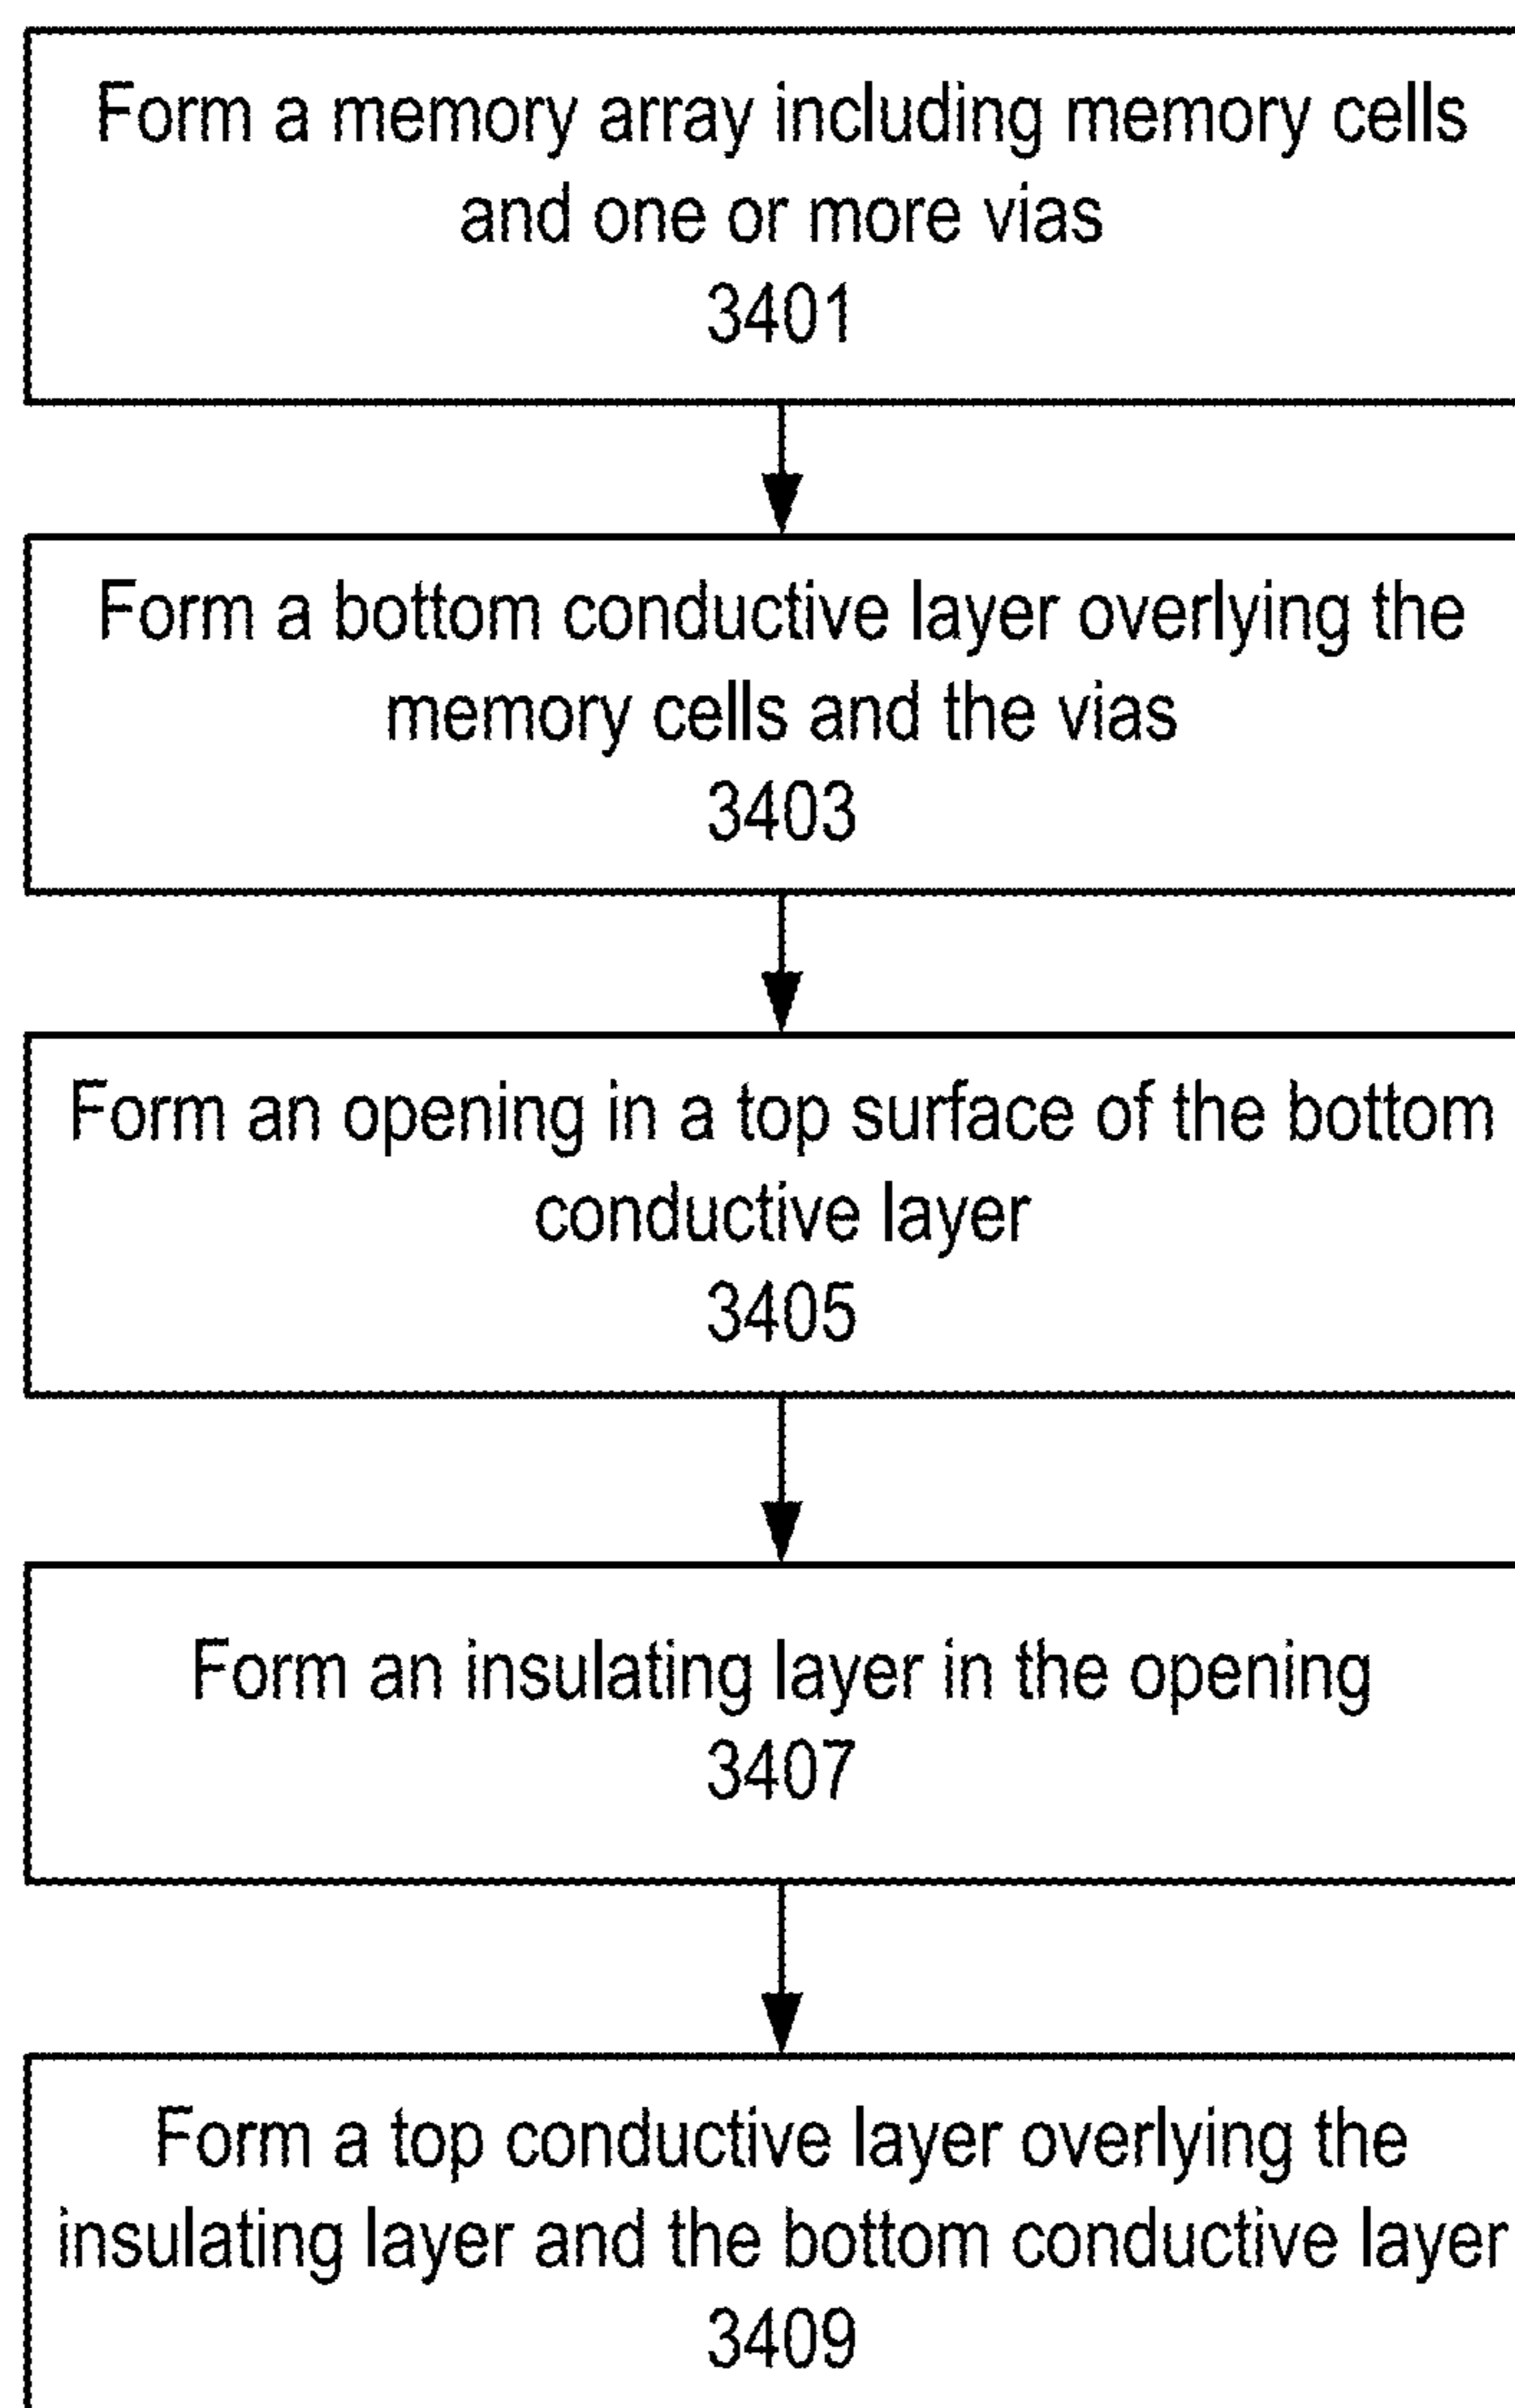 Form a memory array including memory cells
and one or more vias
3401
Form a bottom conductive layer overlying the
memory cells and the vias
3403
Form an opening in a top surface of the bottom
conductive layer
3405
Form an insulating layer in the opening
3407
Form a top conductive layer overlying the
insulating layer and the bottom conductive layer
3409